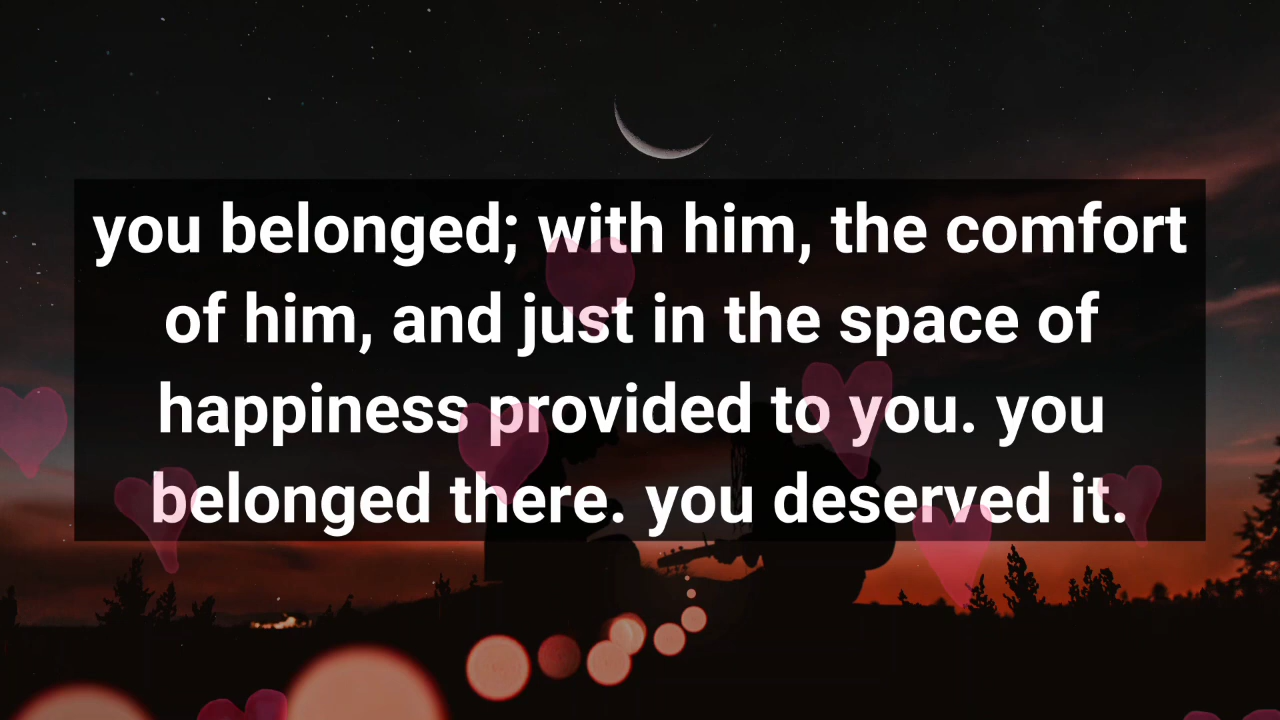 you belonged; with him, the comfort
of him, and just in the space of
happiness provided to you. you
belonged there. you deserved it.